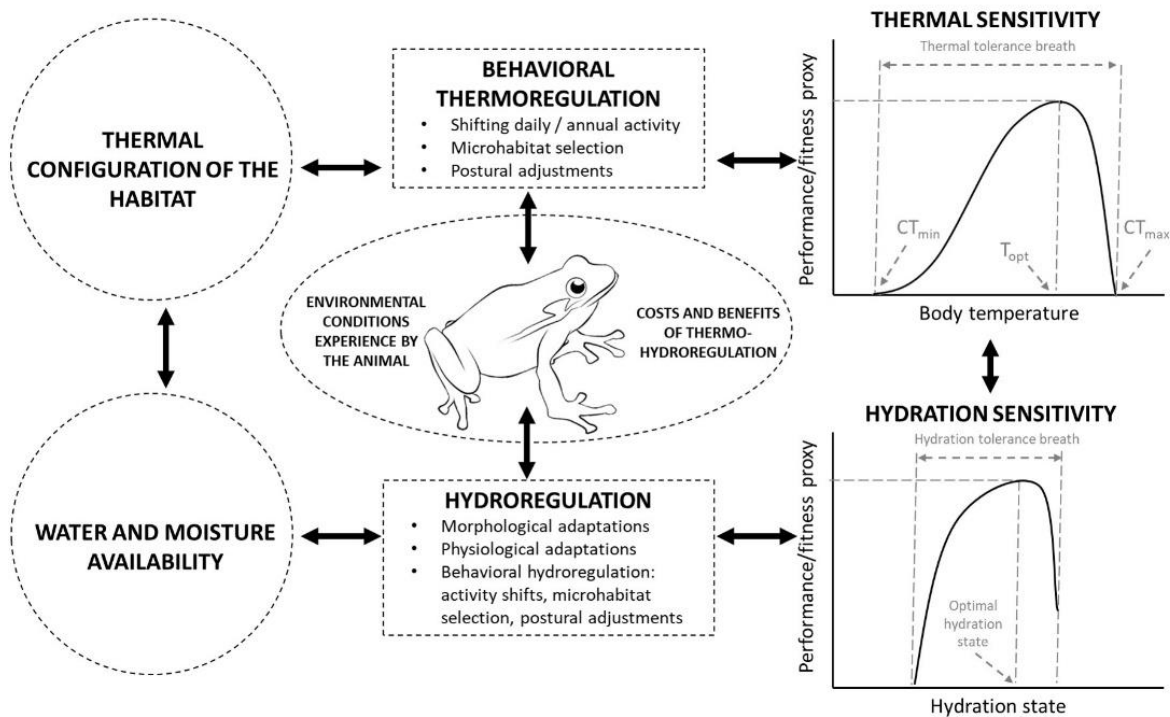 THERMAL
CONFIGURATION OF THE
HABITAT
BEHAVIORAL
THERMOREGULATION
• Shifting daily / annual activity
• Microhabitat selection
• Postural adjustments
THERMAL SENSITIVITY
Thermal tolerance breath
Performance/fitness proxy
CTmin
Topt
CTmax
Body temperature
ENVIRONMENTAL
CONDITIONS
EXPERIENCE BY
THE ANIMAL
COSTS AND BENEFITS
OF THERMO-
HYDROREGULATION
WATER AND MOISTURE
AVAILABILITY
HYDROREGULATION
• Morphological adaptations
• Physiological adaptations
• Behavioral hydroregulation:
activity shifts, microhabitat
selection, postural adjustments
HYDRATION SENSITIVITY
Hydration tolerance breath
Performance/fitness proxy
Optimal
hydration
state
Hydration state